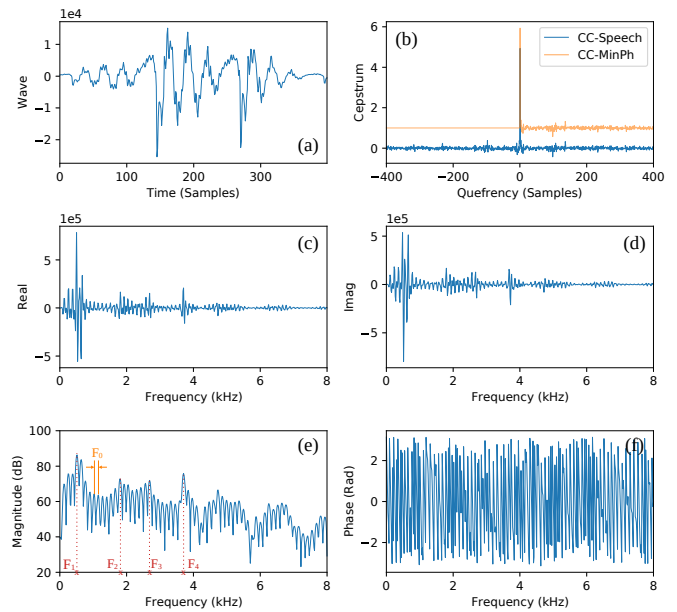 1e4
Wave
1
0
−1
−2
0
100
200
300
Time (Samples)
(a)
Cepstrum
6
4
2
0
−400
−200
0
200
400
Quefrency (Samples)
(b)
CC-Speech
CC-MinPh
1e5
Real
5
0
−5
0
2
4
6
8
Frequency (kHz)
(c)
1e5
Imag
5
0
−5
0
2
4
6
8
Frequency (kHz)
(d)
Magnitude (dB)
100
80
60
40
20
0
2
4
6
8
Frequency (kHz)
(e)
F0
F1
F2
F3
F4
Phase (Rad)
2
0
−2
0
2
4
6
8
Frequency (kHz)
(f)